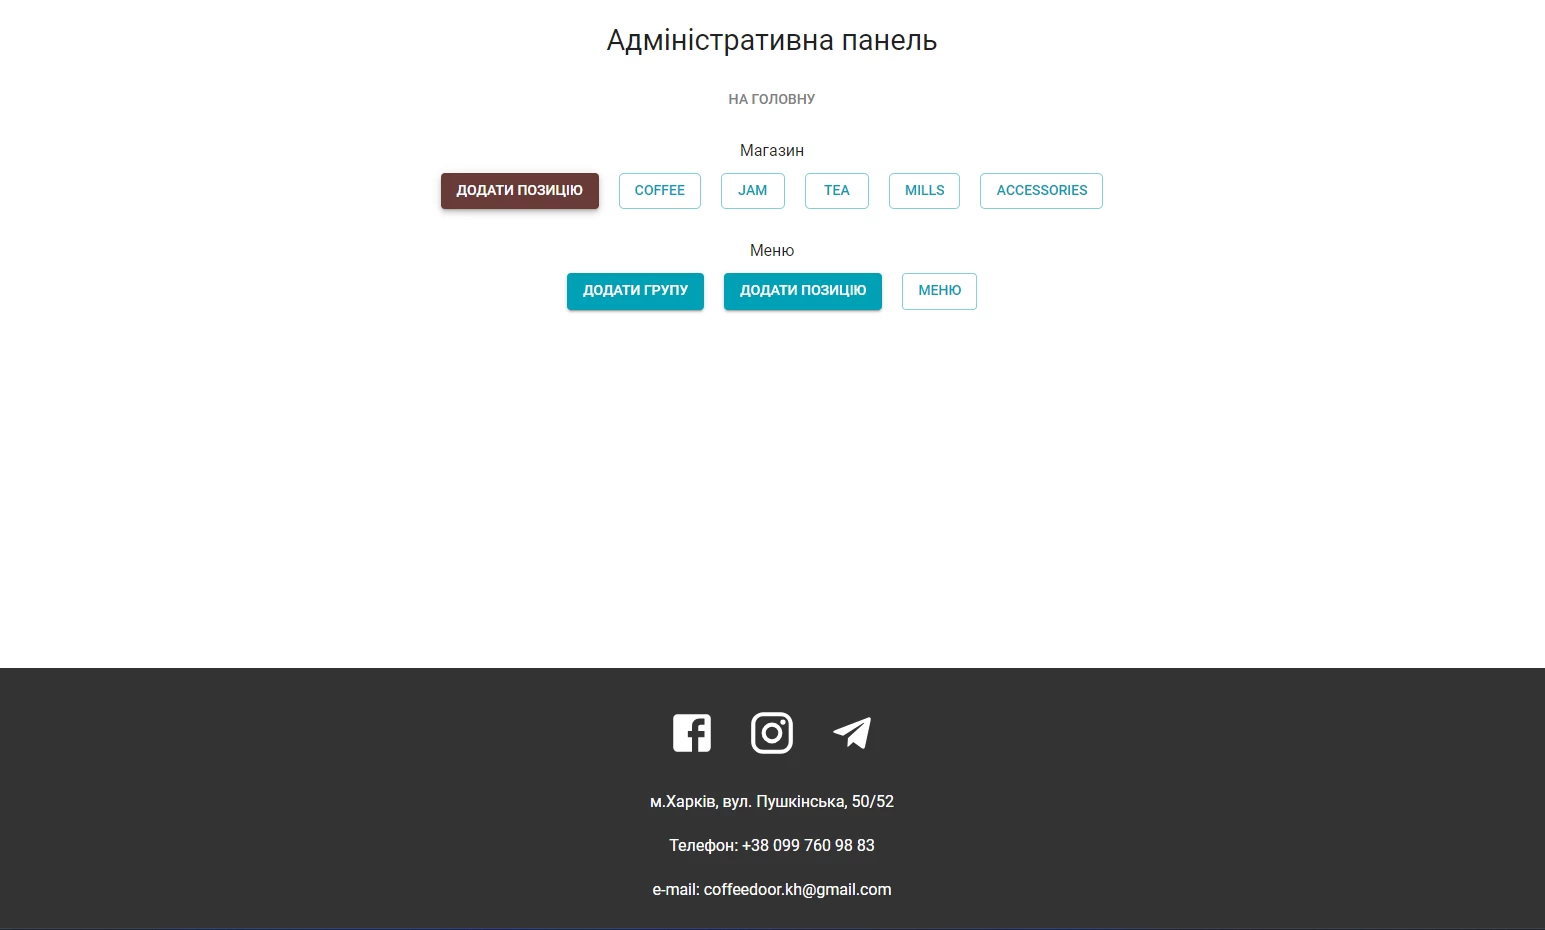 Адміністративна панель
НА ГОЛОВНУ
Магазин
ДОДАТИ ПОЗИЦІЮ COFFEE JAM TEA MILLS ACCESSORIES
Меню
ДОДАТИ ГРУПУ ДОДАТИ ПОЗИЦІЮ МЕНЮ
м.Харків, вул. Пушкінська, 50/52
Телефон: +38 099 760 98 83
e-mail: coffeedoor.kh@gmail.com